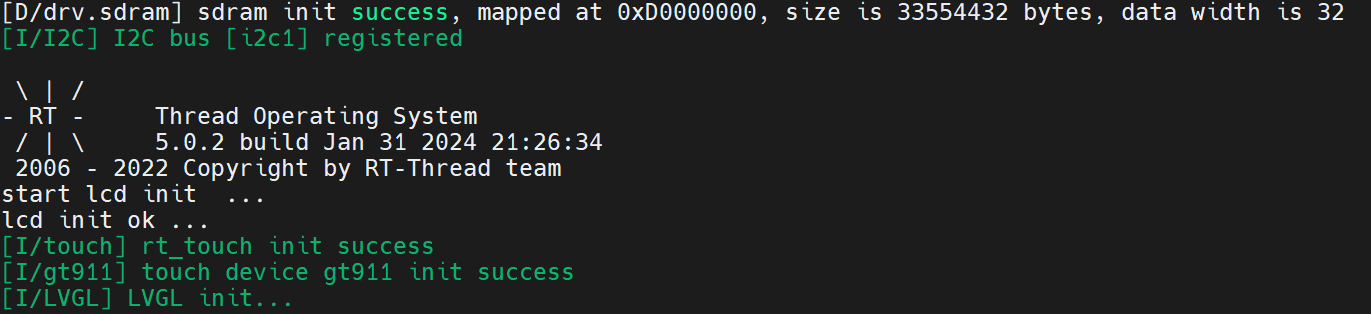 [D/drv.sdram] sdram init success, mapped at 0xD0000000, size is 33554432 bytes, data width is 32
[I/I2C] I2C bus [i2c1] registered
 \ | /
- RT -     Thread Operating System
 / | \     5.0.2 build Jan 31 2024 21:26:34
 2006 - 2022 Copyright by RT-Thread team
start lcd init  ...
lcd init ok ...
[I/touch] rt_touch init success
[I/gt911] touch device gt911 init success
[I/LVGL] LVGL init...